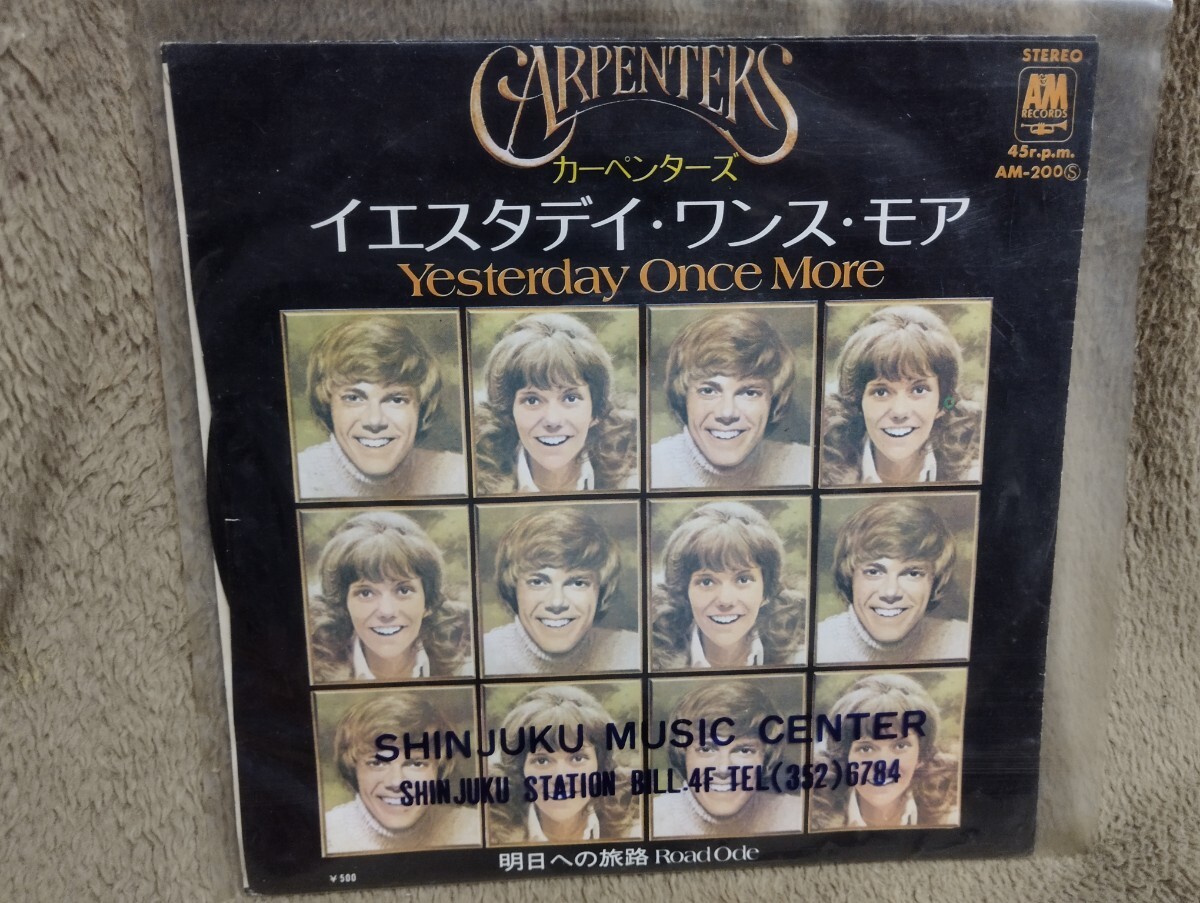 CARPENTERS
STEREO
A&M
RECORDS
45r.p.m.
AM-200Ⓢ
カーペンターズ
イエスタデイ・ワンス・モア
Yesterday Once More
SHINJUKU MUSIC CENTER
SHINJUKU STATION BILL.4F TEL(352)6784
明日への旅路 Road Ode
¥500